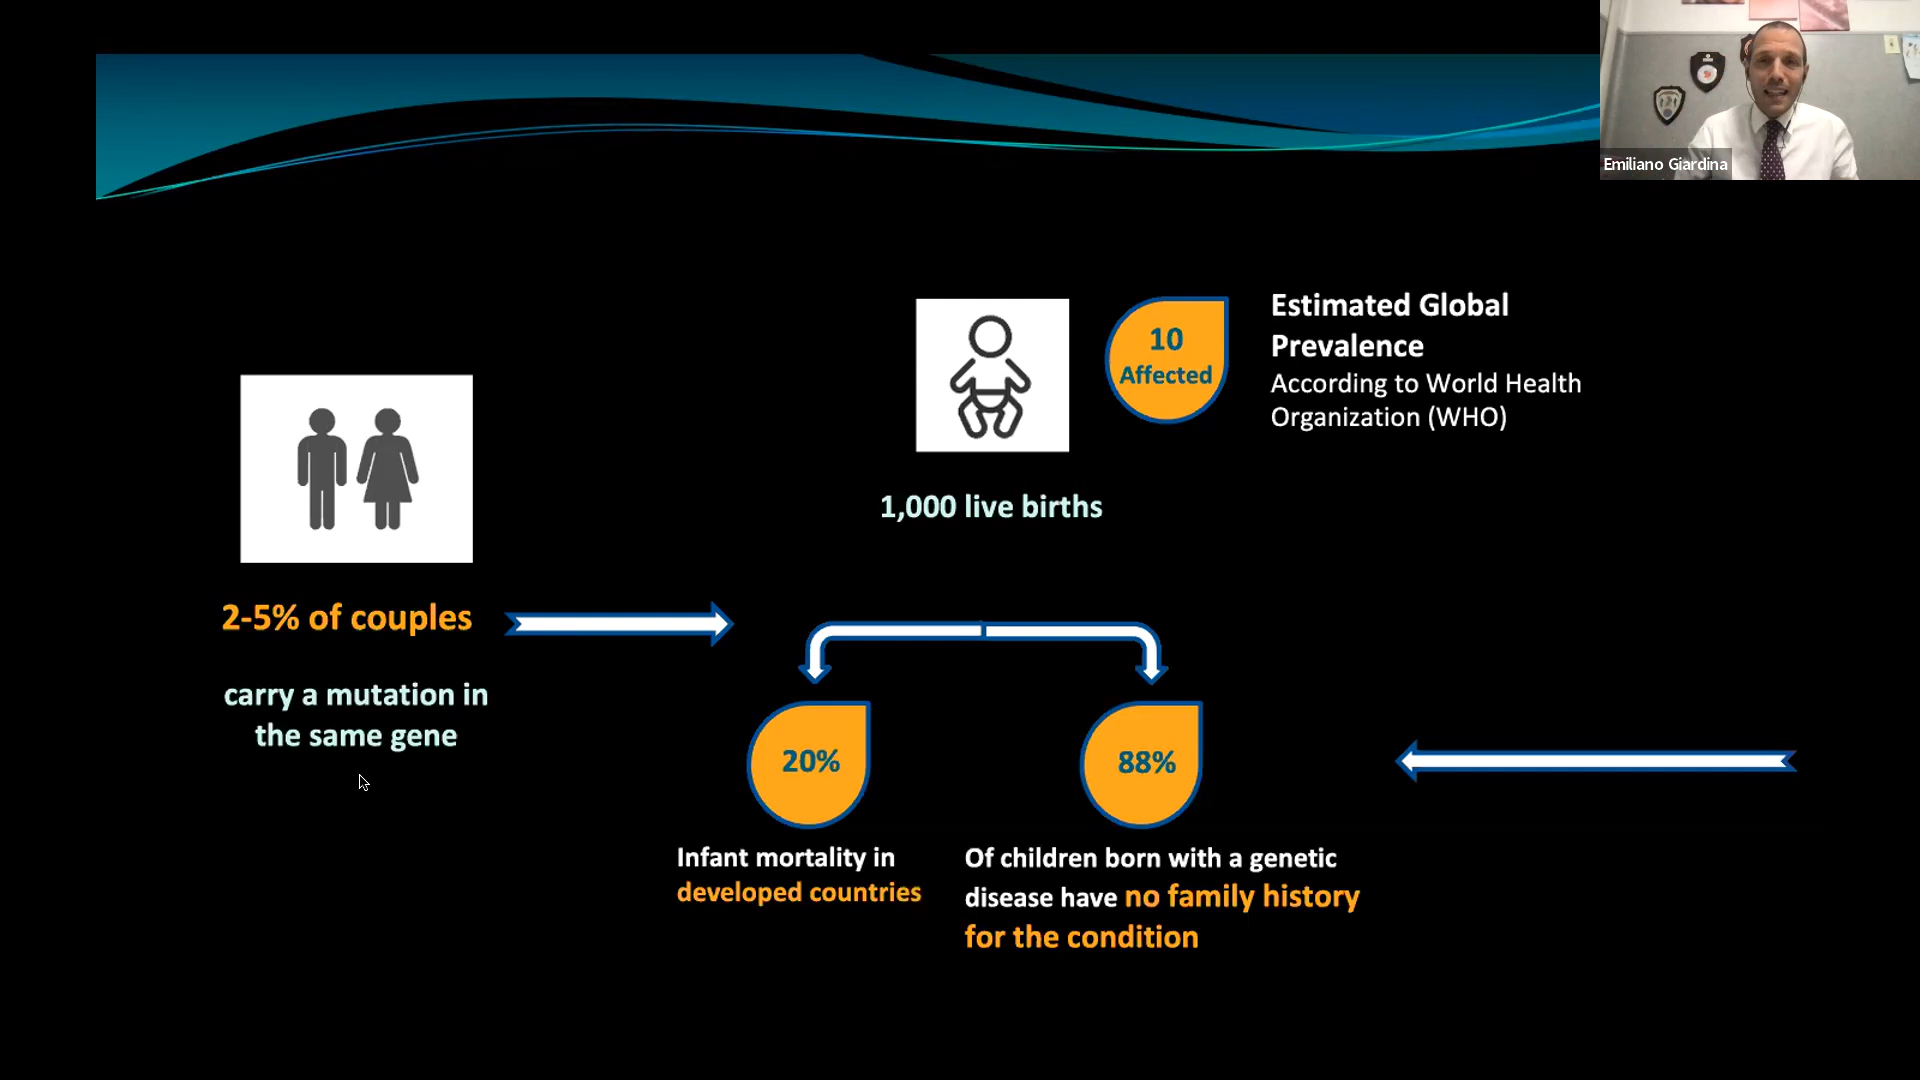 Emiliano Giardina
10
Affected
Estimated Global
Prevalence
According to World Health
Organization (WHO)
1,000 live births
2-5% of couples
carry a mutation in
the same gene
20%
88%
Infant mortality in
developed countries
Of children born with a genetic
disease have no family history
for the condition